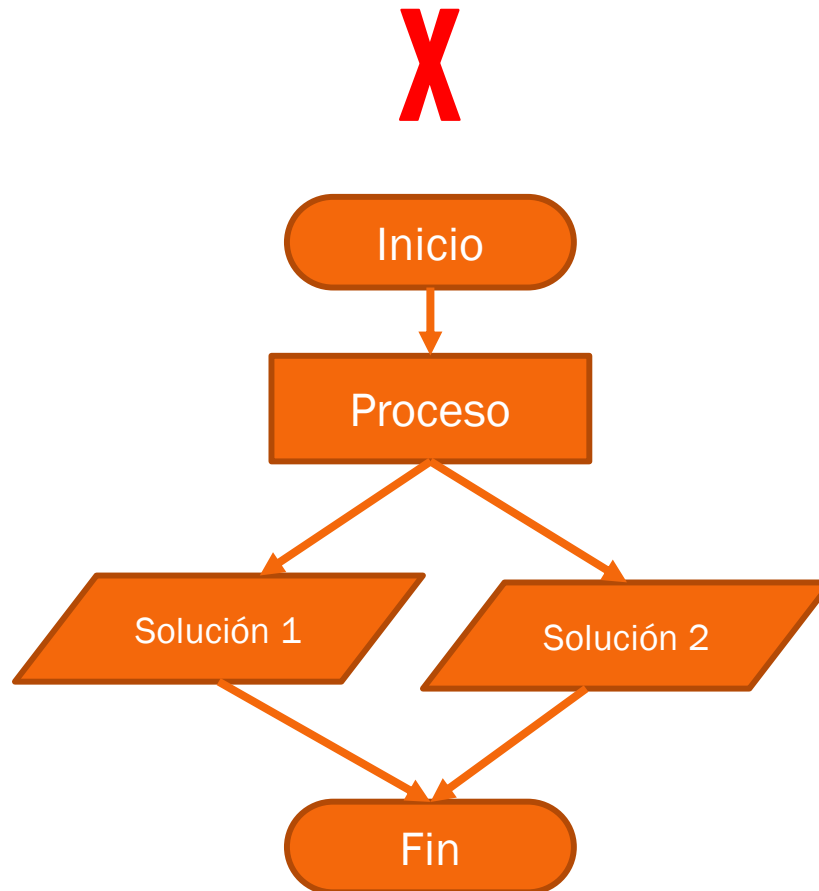 X
Inicio
Proceso
Solución 1
Solución 2
Fin